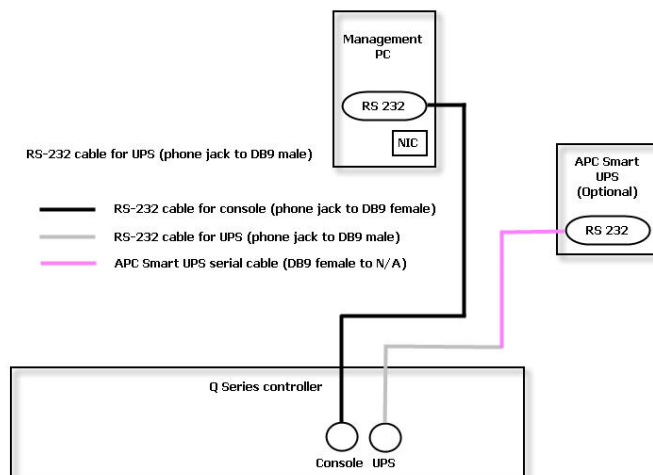 Management
PC
RS 232
NIC
RS-232 cable for UPS (phone jack to DB9 male)
APC Smart
UPS
(Optional)
RS 232
RS-232 cable for console (phone jack to DB9 female)
RS-232 cable for UPS (phone jack to DB9 male)
APC Smart UPS serial cable (DB9 female to N/A)
Q Series controller
Console UPS